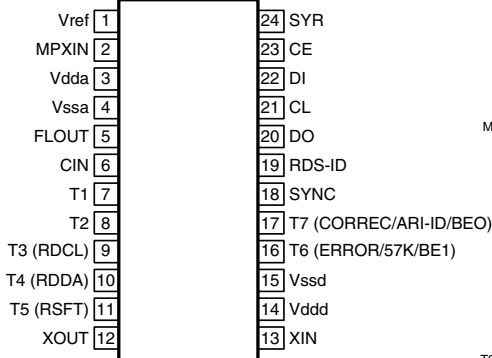 Vref 1
MPXIN 2
Vdda 3
Vssa 4
FLOUT 5
CIN 6
T1 7
T2 8
T3 (RDCL) 9
T4 (RDDA) 10
T5 (RSFT) 11
XOUT 12
24 SYR
23 CE
22 DI
21 CL
20 DO
19 RDS-ID
18 SYNC
17 T7 (CORREC/ARI-ID/BEO)
16 T6 (ERROR/57K/BE1)
15 Vssd
14 Vddd
13 XIN
M